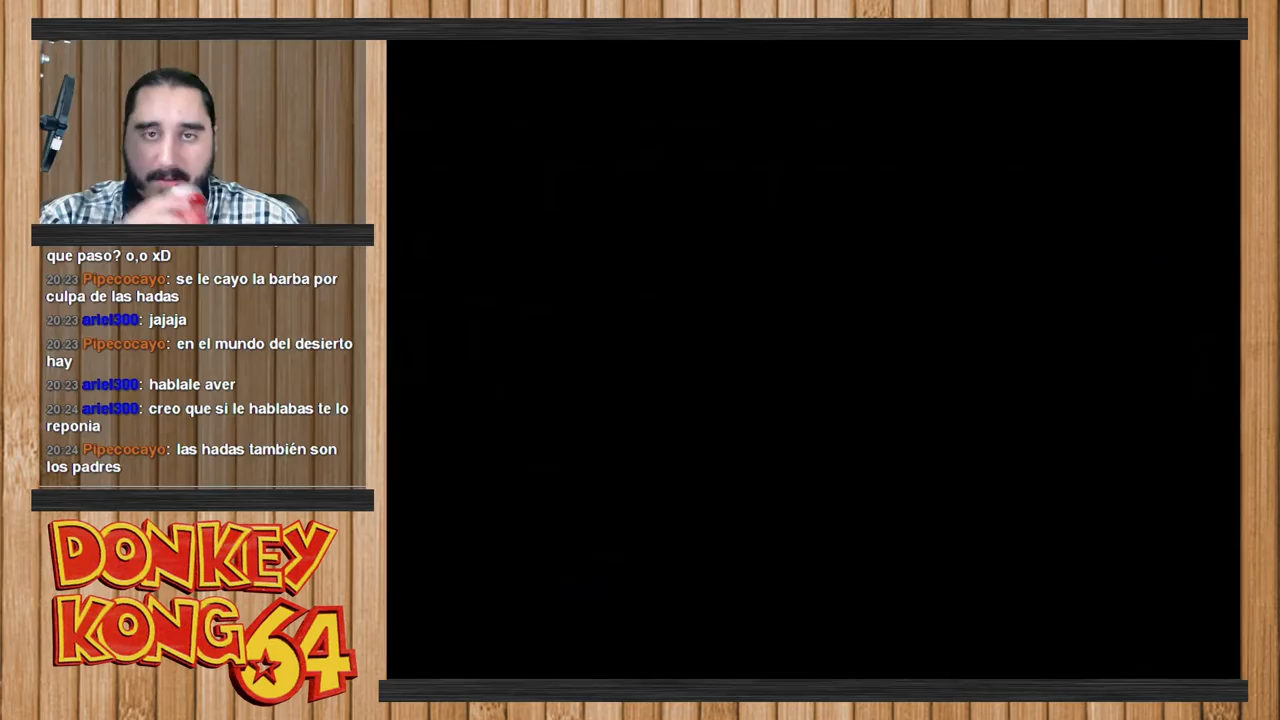 que paso? o,o xD
20:23 Pipecocayo: se le cayo la barba por
culpa de las hadas
20:23 ariel300: jajaja
20:23 Pipecocayo: en el mundo del desierto
hay
20:23 ariel300: hablale aver
20:24 ariel300: creo que si le hablabas te lo
reponia
20:24 Pipecocayo: las hadas también son
los padres
DONKEY
KONG 64